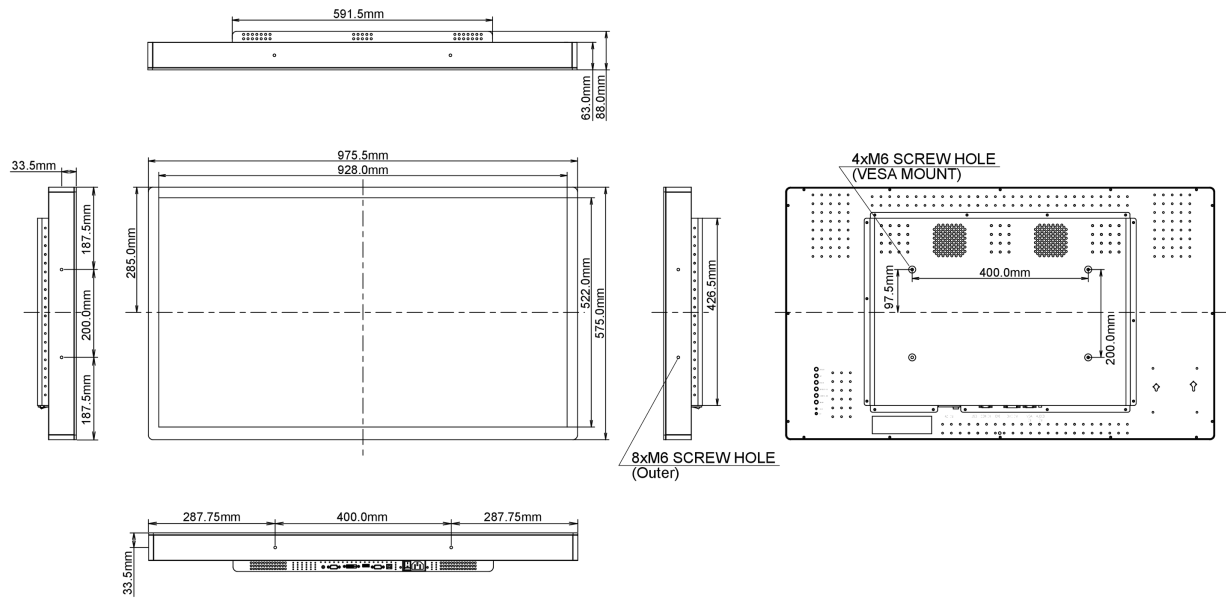 591.5mm
63.0mm
88.0mm
33.5mm
187.5mm
200.0mm
187.5mm
975.5mm
928.0mm
285.0mm
522.0mm
575.0mm
426.5mm
8xM6 SCREW HOLE
(Outer)
4xM6 SCREW HOLE
(VESA MOUNT)
400.0mm
97.5mm
200.0mm
287.75mm
400.0mm
287.75mm
33.5mm